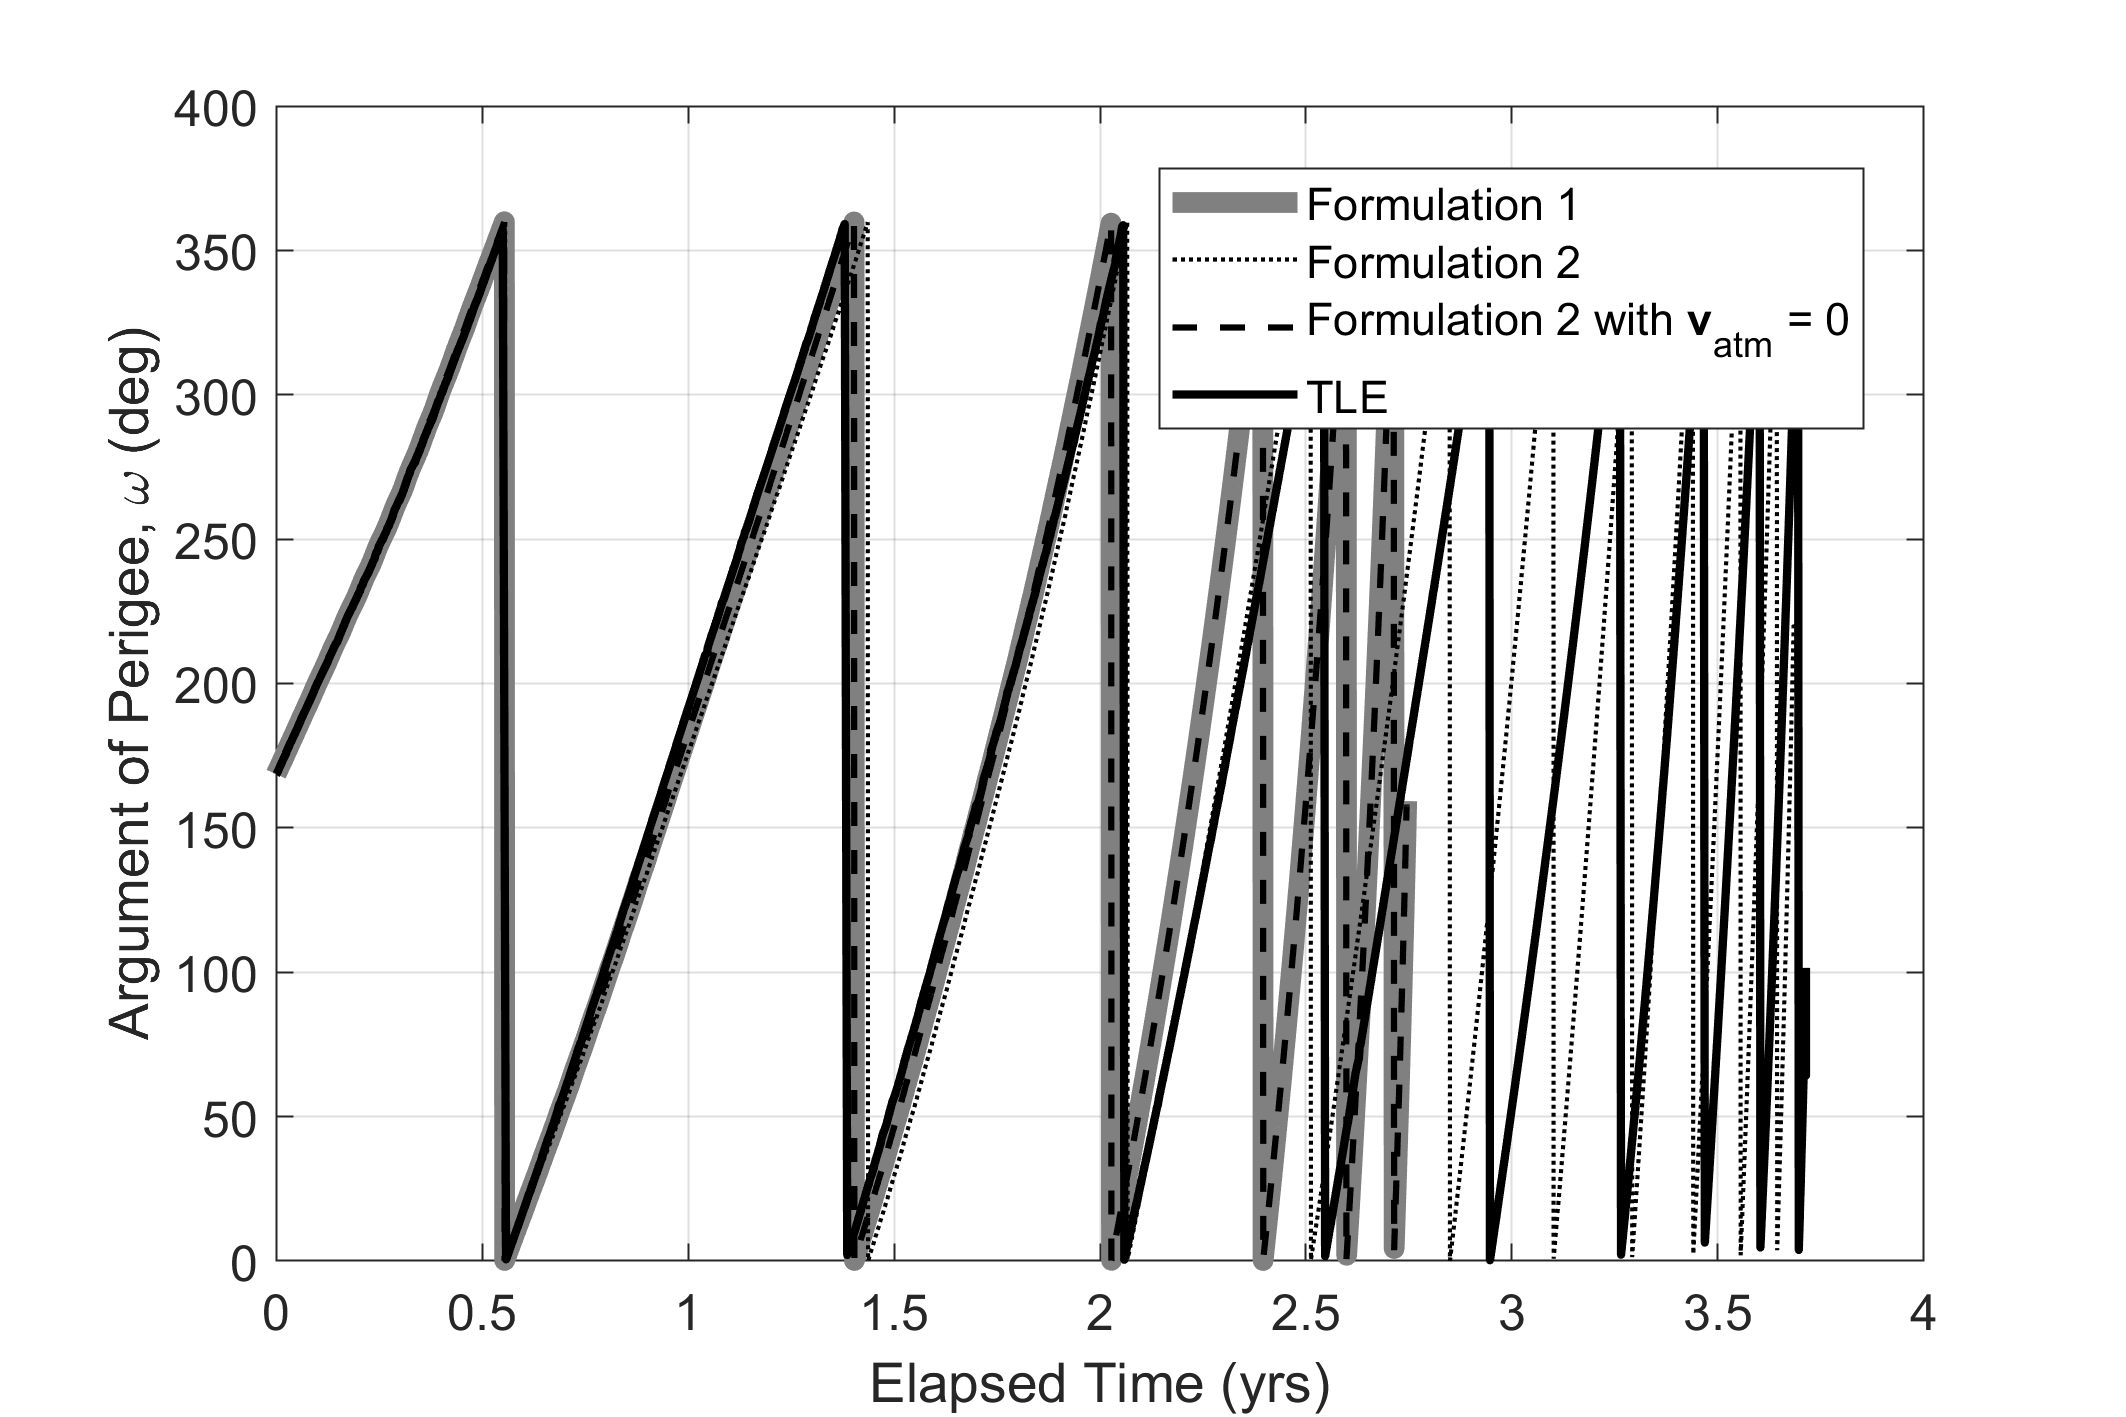 400
350
300
250
200
150
100
50
0
Argument of Perigee, ω (deg)
Formulation 1
Formulation 2
Formulation 2 with vatm = 0
TLE
0 0.5 1 1.5 2 2.5 3 3.5 4
Elapsed Time (yrs)